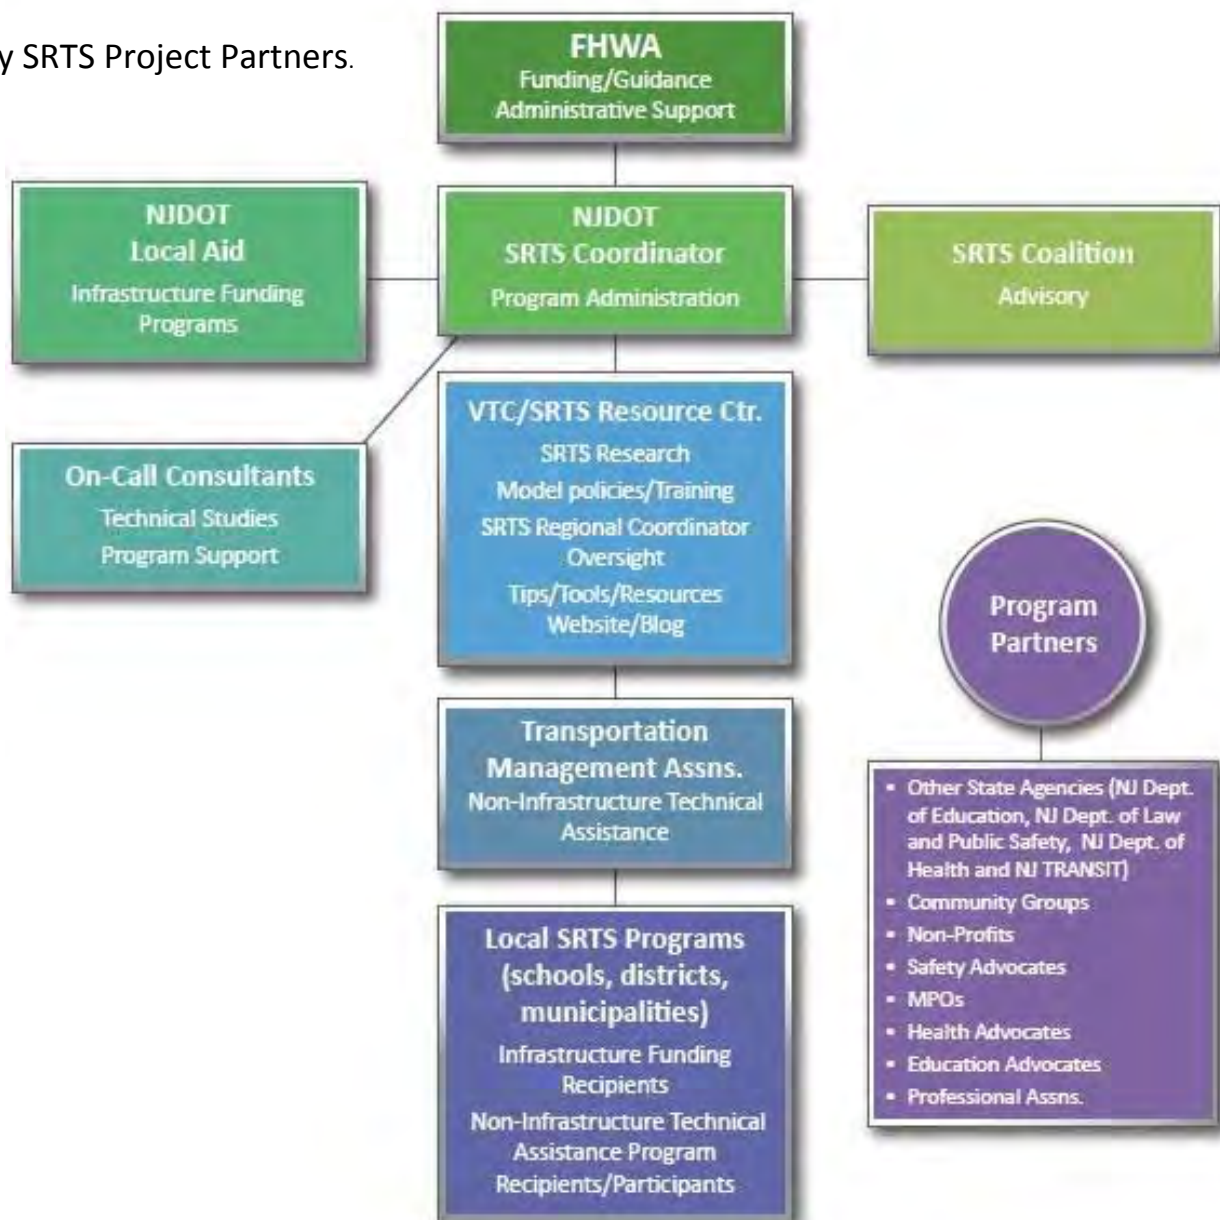 y SRTS Project Partners.
FHWA
Funding/Guidance
Administrative Support
NJDOT
Local Aid
Infrastructure Funding
Programs
NJDOT
SRTS Coordinator
Program Administration
SRTS Coalition
Advisory
On-Call Consultants
Technical Studies
Program Support
VTC/SRTS Resource Ctr.
SRTS Research
Model policies/Training
SRTS Regional Coordinator
Oversight
Tips/Tools/Resources
Website/Blog
Transportation
Management Assns.
Non-Infrastructure Technical
Assistance
Local SRTS Programs
(schools, districts,
municipalities)
Infrastructure Funding
Recipients
Non-Infrastructure Technical
Assistance Program
Recipients/Participants
Program
Partners
• Other State Agencies (NJ Dept.
of Education, NJ Dept. of Law
and Public Safety, NJ Dept. of
Health and NJ TRANSIT)
• Community Groups
• Non-Profits
• Safety Advocates
• MPOs
• Health Advocates
• Education Advocates
• Professional Assns.